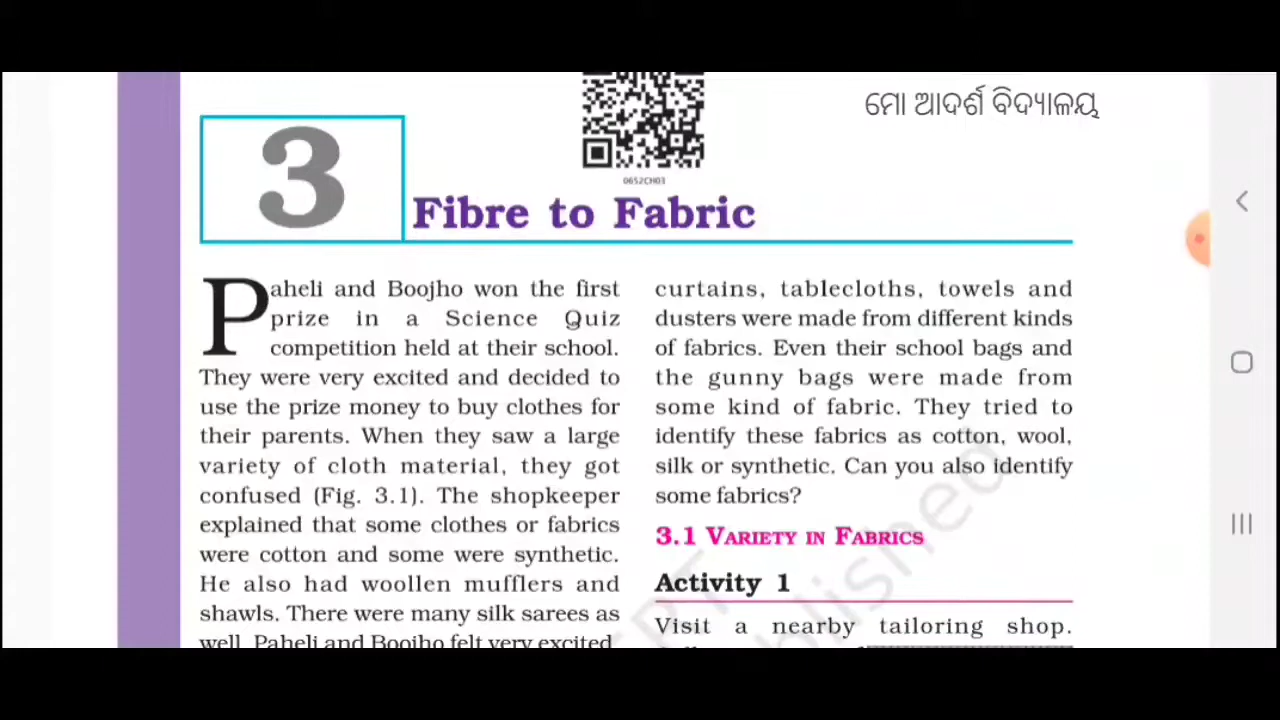 ମୋ ଆଦର୍ଶ ବିଦ୍ୟାଳୟ
0652CH03
3
Fibre to Fabric
Paheli and Boojho won the first
prize in a Science Quiz
competition held at their school.
They were very excited and decided to
use the prize money to buy clothes for
their parents. When they saw a large
variety of cloth material, they got
confused (Fig. 3.1). The shopkeeper
explained that some clothes or fabrics
were cotton and some were synthetic.
He also had woollen mufflers and
shawls. There were many silk sarees as
well. Paheli and Boojho felt very excited.
curtains, tablecloths, towels and
dusters were made from different kinds
of fabrics. Even their school bags and
the gunny bags were made from
some kind of fabric. They tried to
identify these fabrics as cotton, wool,
silk or synthetic. Can you also identify
some fabrics?
3.1 VARIETY IN FABRICS
Activity 1
Visit a nearby tailoring shop.